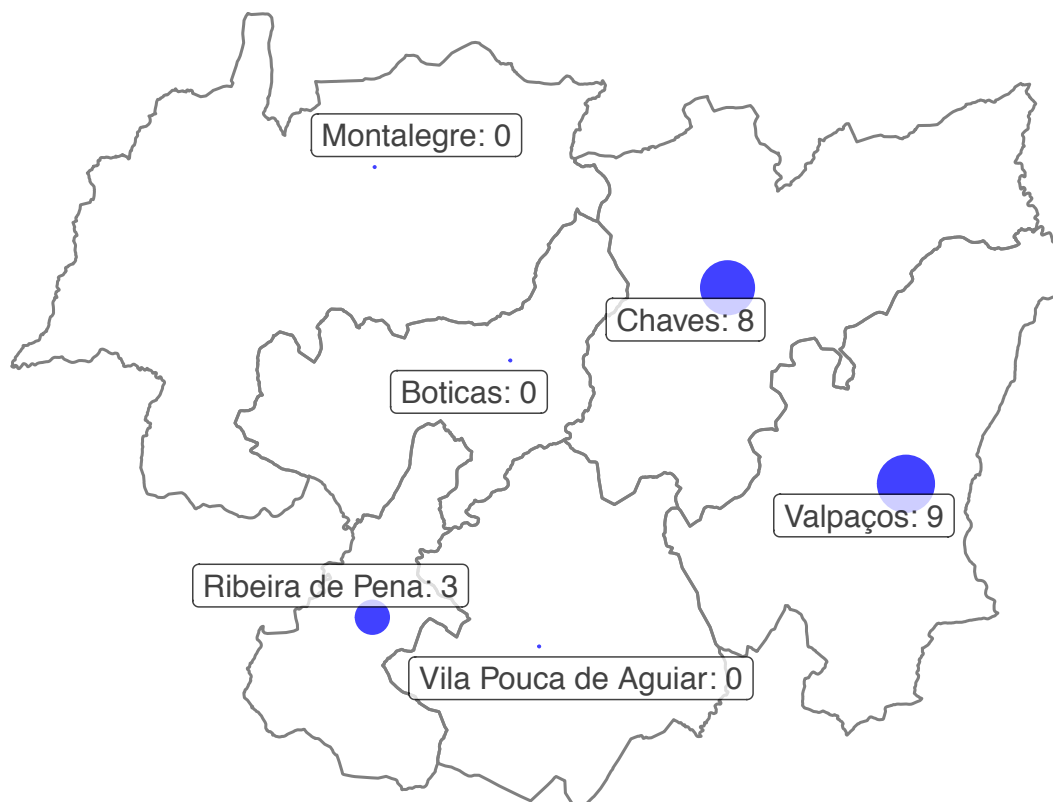 Montalegre: 0
Chaves: 8
Boticas: 0
Valpaços: 9
Ribeira de Pena: 3
Vila Pouca de Aguiar: 0